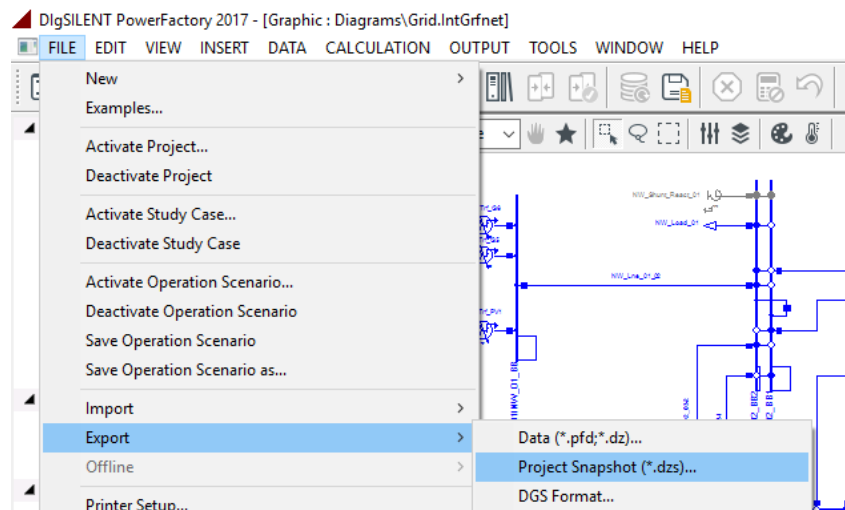 DIgSILENT PowerFactory 2017 - [Graphic : Diagrams\Grid.IntGrfnet]
FILE EDIT VIEW INSERT DATA CALCULATION OUTPUT TOOLS WINDOW HELP
New
Examples...
Activate Project...
Deactivate Project
Activate Study Case...
Deactivate Study Case
Activate Operation Scenario...
Deactivate Operation Scenario
Save Operation Scenario
Save Operation Scenario as...
Import
Export
Offline
Printer Setup...
Data (*.pfd;*.dz)...
Project Snapshot (*.dzs)...
DGS Format...
NW_Shunt_React_01
NW_Load_01
NW_Lne_01_02